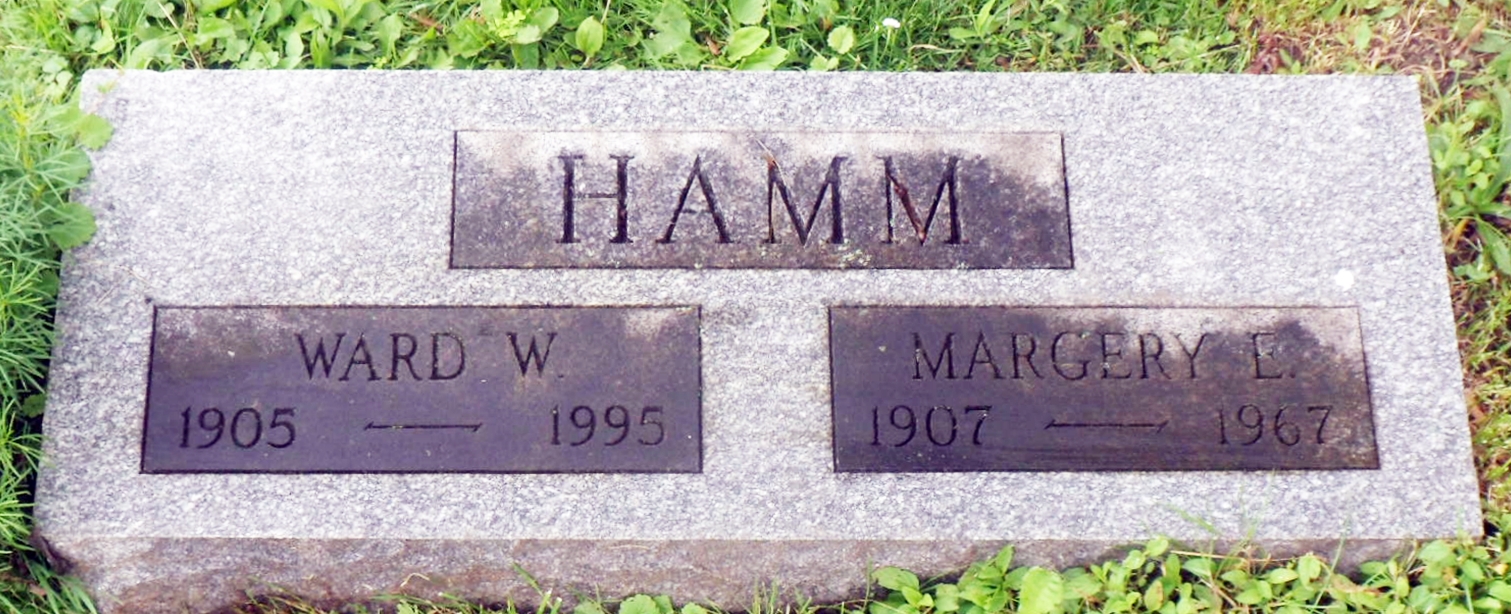 HAMM
WARD W.
1905 — 1995
MARGERY E.
1907 — 1967